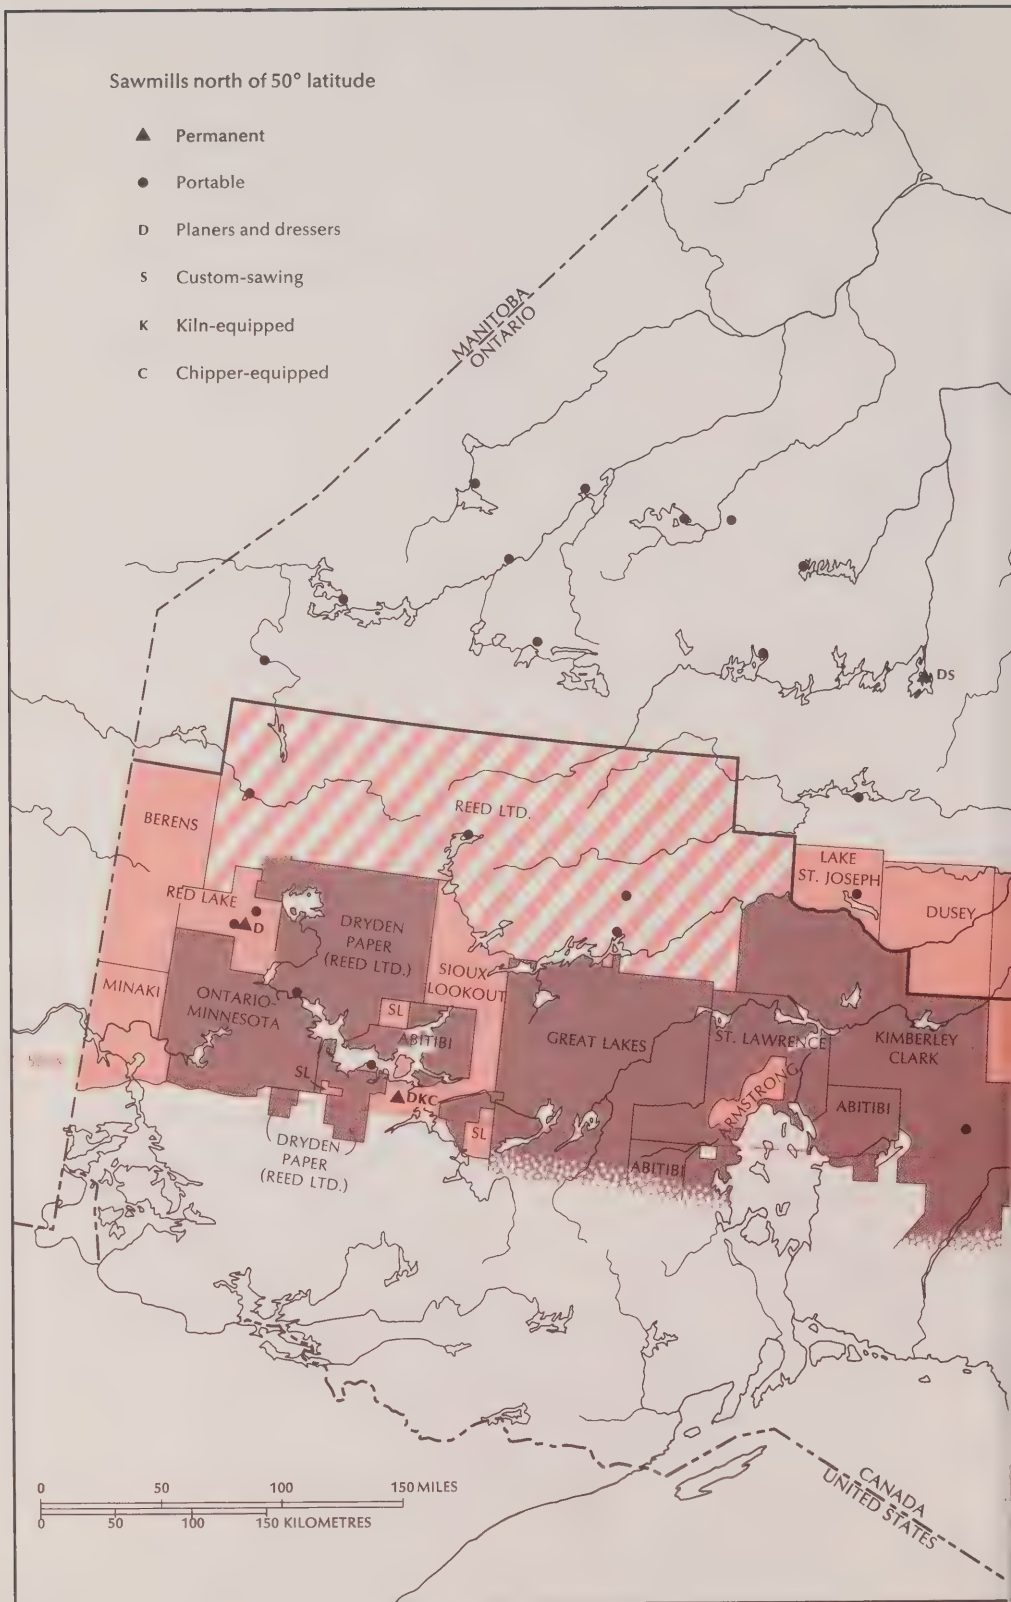 Sawmills north of 50° latitude
▲ Permanent
● Portable
D Planers and dressers
S Custom-sawing
K Kiln-equipped
C Chipper-equipped
MANITOBA
ONTARIO
DS
REED LTD.
BERENS
LAKE
ST. JOSEPH
RED LAKE
DUSEY
D
DRYDEN
PAPER
(REED LTD.)
SIOUX
LOOKOUT
MINAKI
ONTARIO-
MINNESOTA
SL
ABITIBI
GREAT LAKES
ST. LAWRENCE
KIMBERLEY
CLARK
SL
DKC
ARMSTRONG
ABITIBI
SL
DRYDEN
PAPER
(REED LTD.)
ABITIBI
0 50 100 150 MILES
0 50 100 150 KILOMETRES
CANADA
UNITED STATES